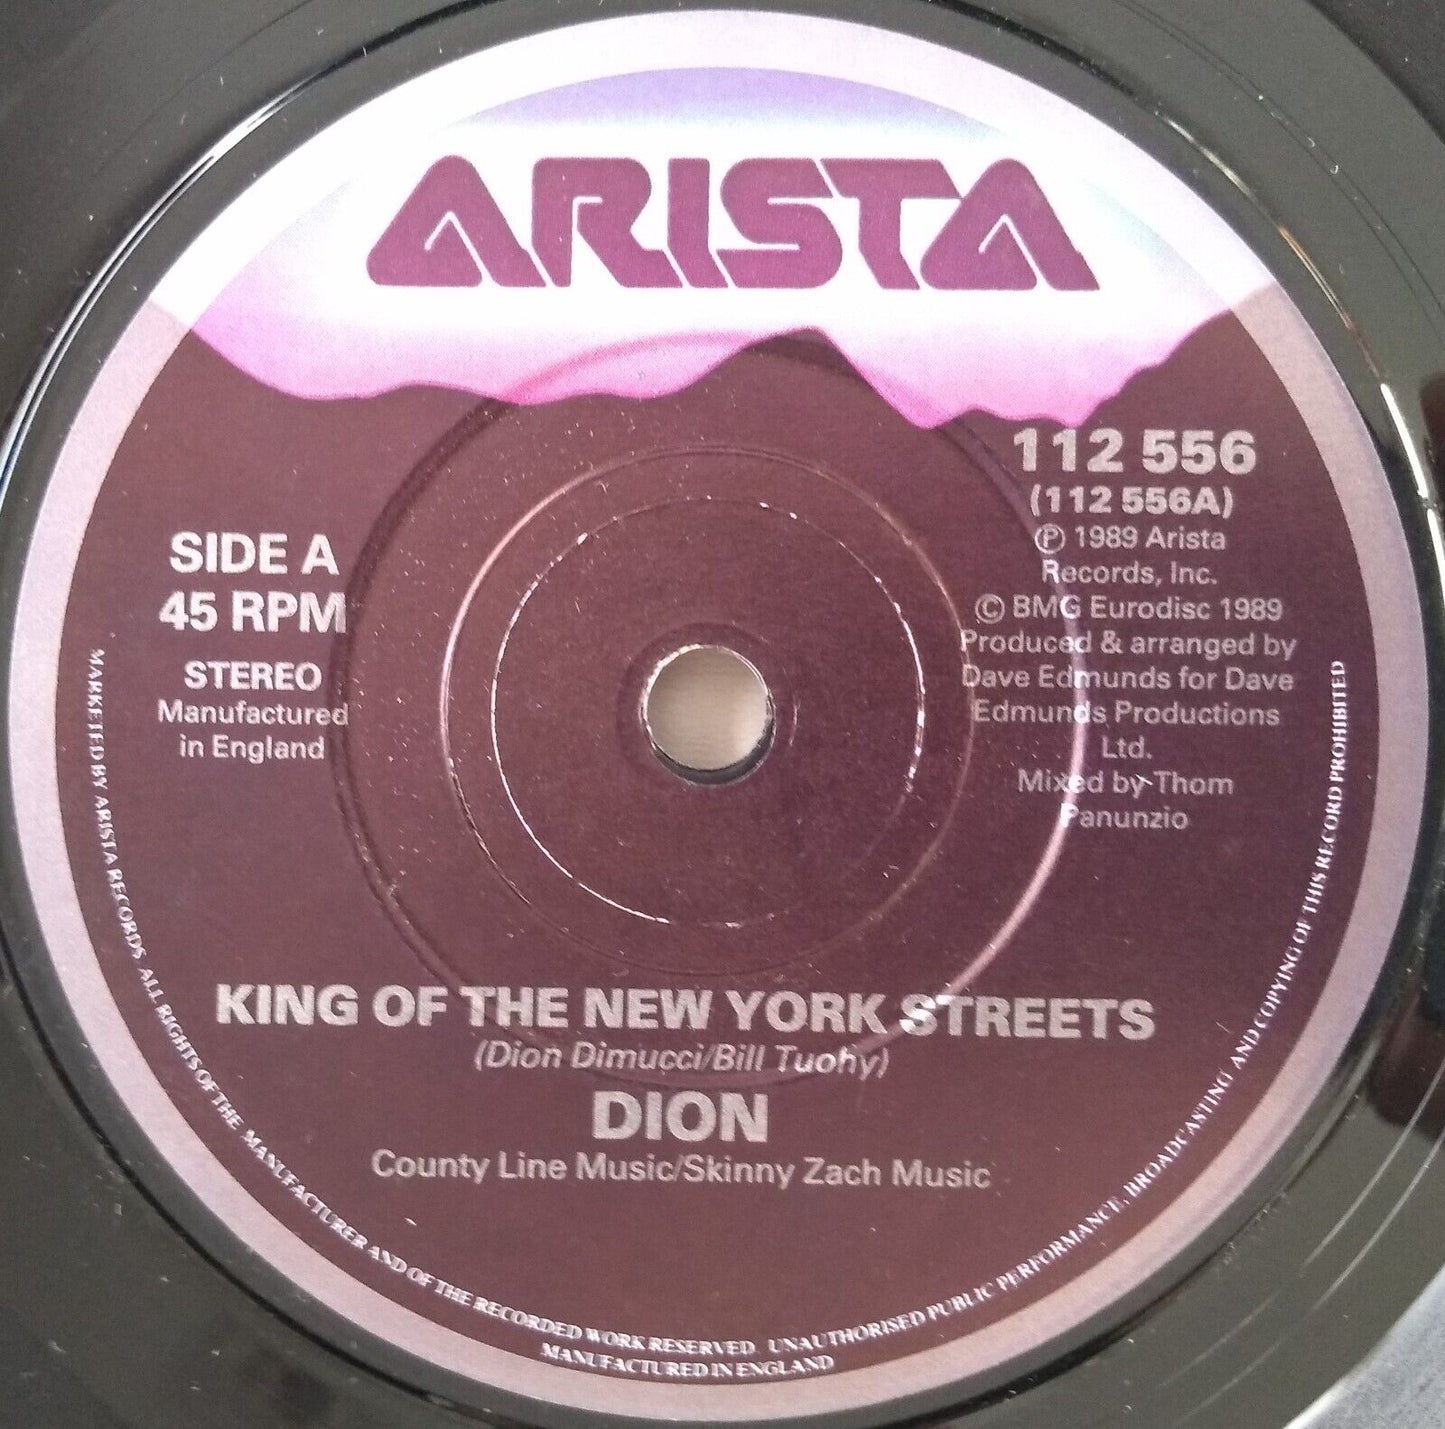 ARISTA
112 556
(112 556A)
℗ 1989 Arista
Records, Inc.
© BMG Eurodisc 1989
Produced & arranged by
Dave Edmunds for Dave
Edmunds Productions
Ltd.
Mixed by Thom
Panunzio
SIDE A
45 RPM
STEREO
Manufactured
in England
KING OF THE NEW YORK STREETS
(Dion Dimucci/Bill Tuohy)
DION
County Line Music/Skinny Zach Music
MARKETED BY ARISTA RECORDS. ALL RIGHTS OF THE MANUFACTURER AND OF THE RECORDED WORK RESERVED. UNAUTHORISED PUBLIC PERFORMANCE, BROADCASTING AND COPYING OF THIS RECORD PROHIBITED
MANUFACTURED IN ENGLAND